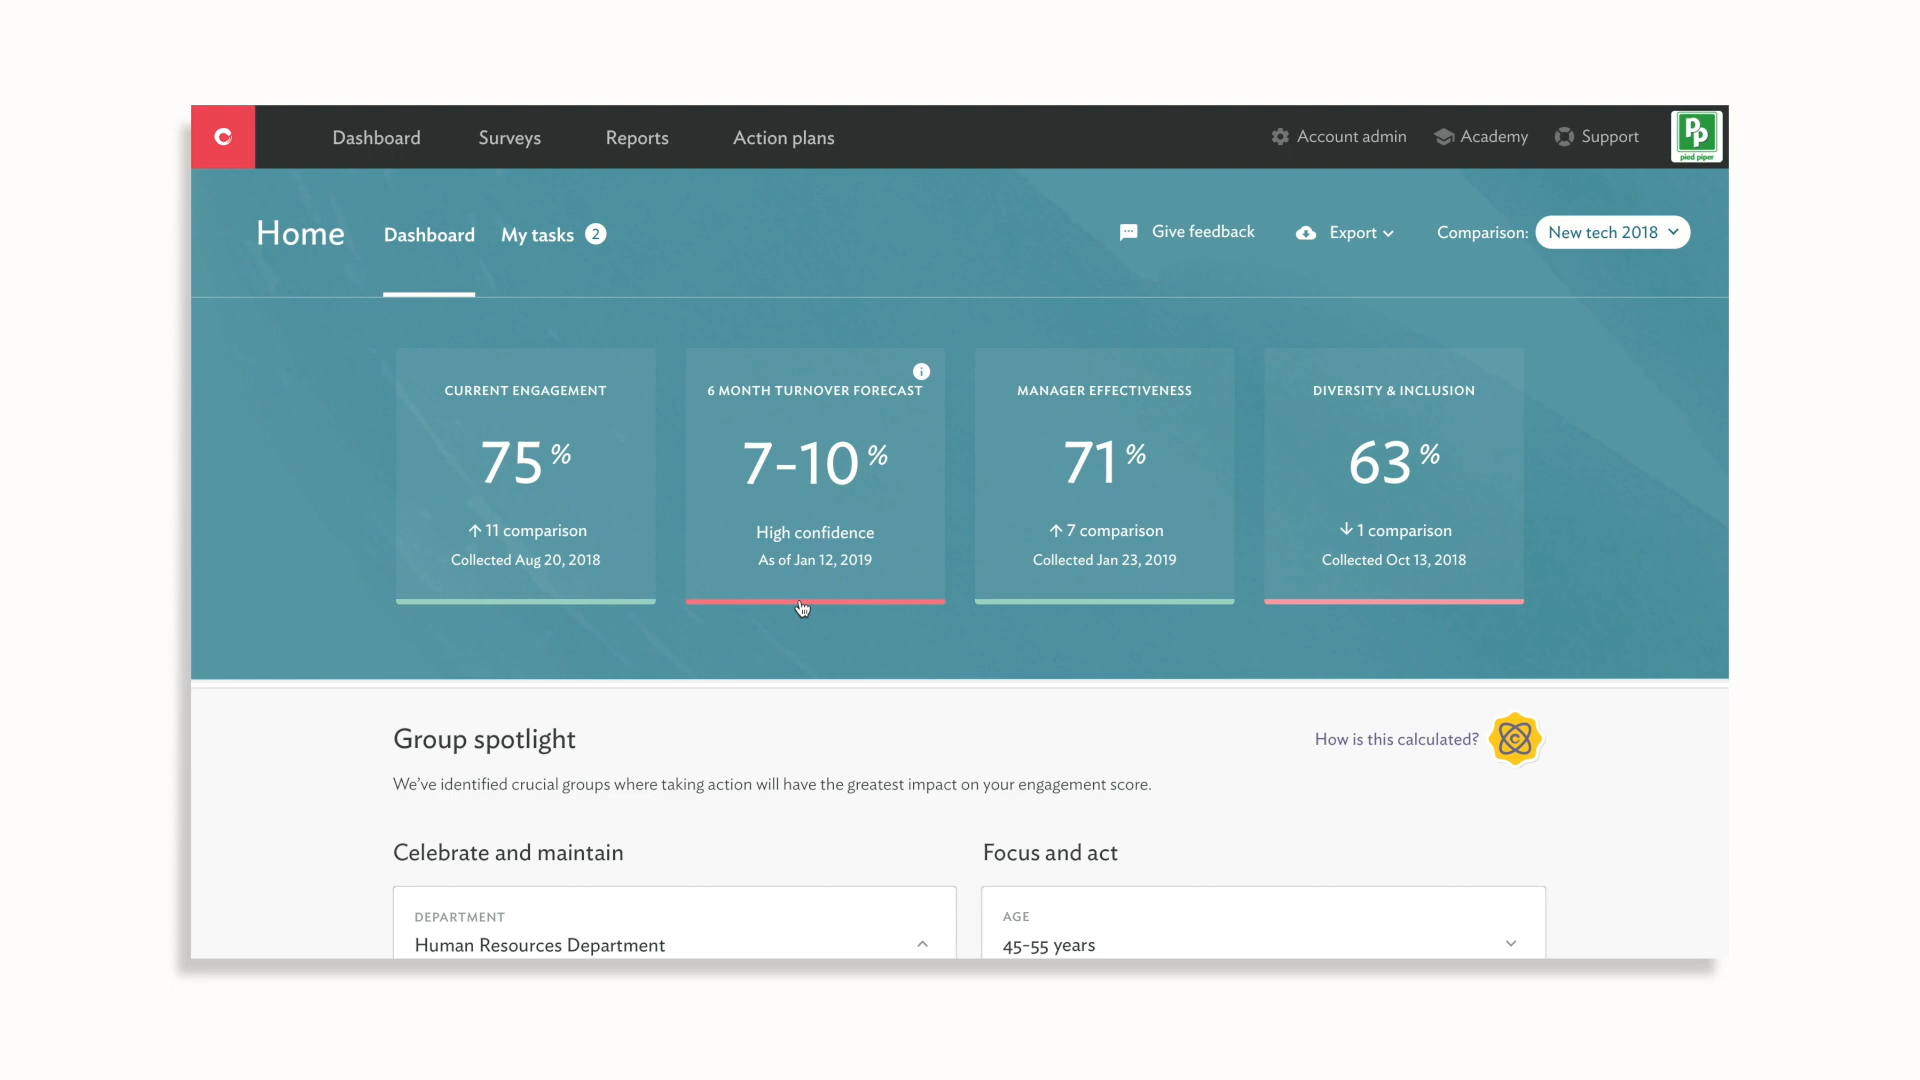 Dashboard Surveys Reports Action plans Account admin Academy Support
Pp
pied piper
Home Dashboard My tasks 2 Give feedback Export Comparison: New tech 2018
CURRENT ENGAGEMENT
75%
↑ 11 comparison
Collected Aug 20, 2018
i
6 MONTH TURNOVER FORECAST
7-10%
High confidence
As of Jan 12, 2019
MANAGER EFFECTIVENESS
71%
↑ 7 comparison
Collected Jan 23, 2019
DIVERSITY & INCLUSION
63%
↓ 1 comparison
Collected Oct 13, 2018
Group spotlight
How is this calculated?
C
We've identified crucial groups where taking action will have the greatest impact on your engagement score.
Celebrate and maintain
DEPARTMENT
Human Resources Department
Focus and act
AGE
45-55 years